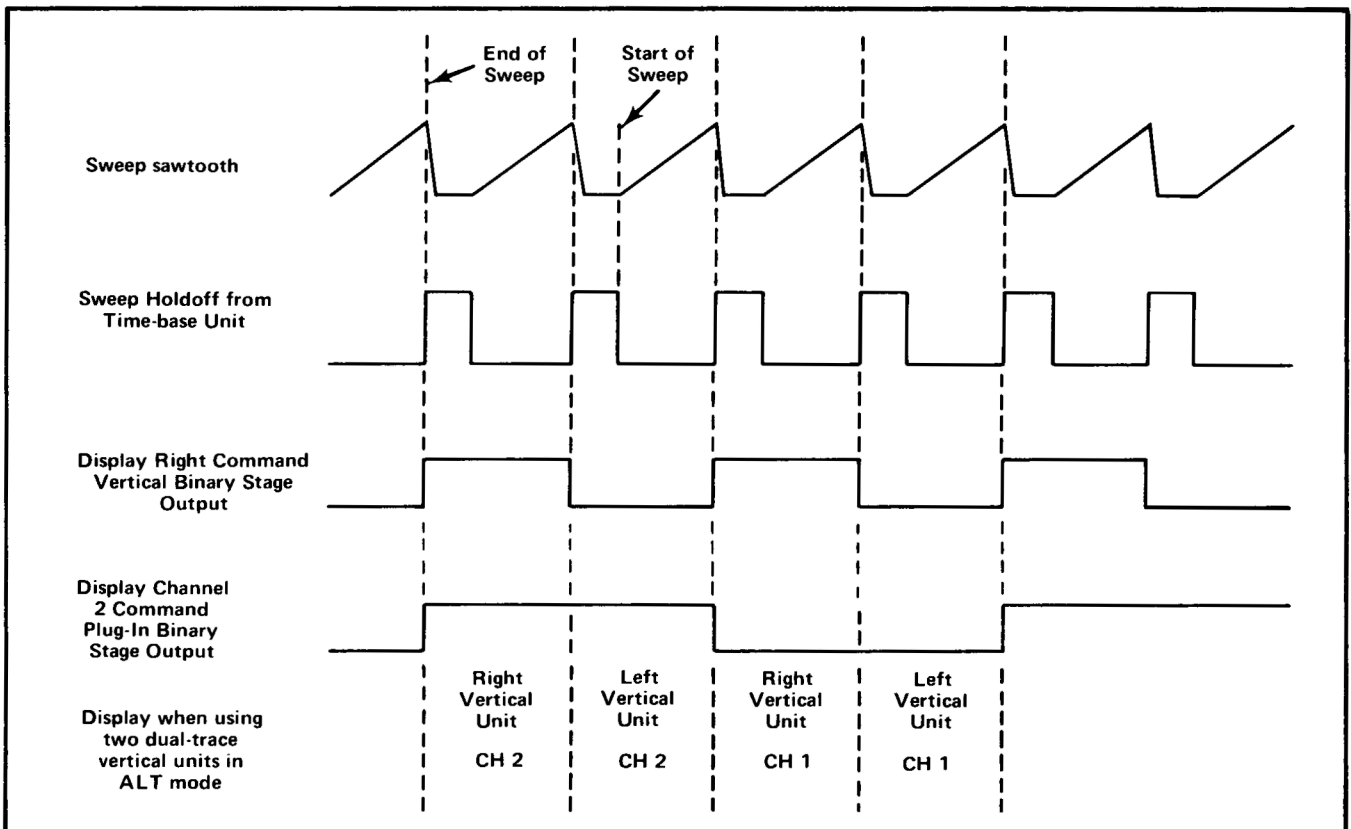 End of
Sweep
Start of
Sweep
Sweep sawtooth
Sweep Holdoff from
Time-base Unit
Display Right Command
Vertical Binary Stage
Output
Display Channel
2 Command
Plug-In Binary
Stage Output
Display when using
two dual-trace
vertical units in
ALT mode
Right
Vertical
Unit
CH 2
Left
Vertical
Unit
CH 2
Right
Vertical
Unit
CH 1
Left
Vertical
Unit
CH 1